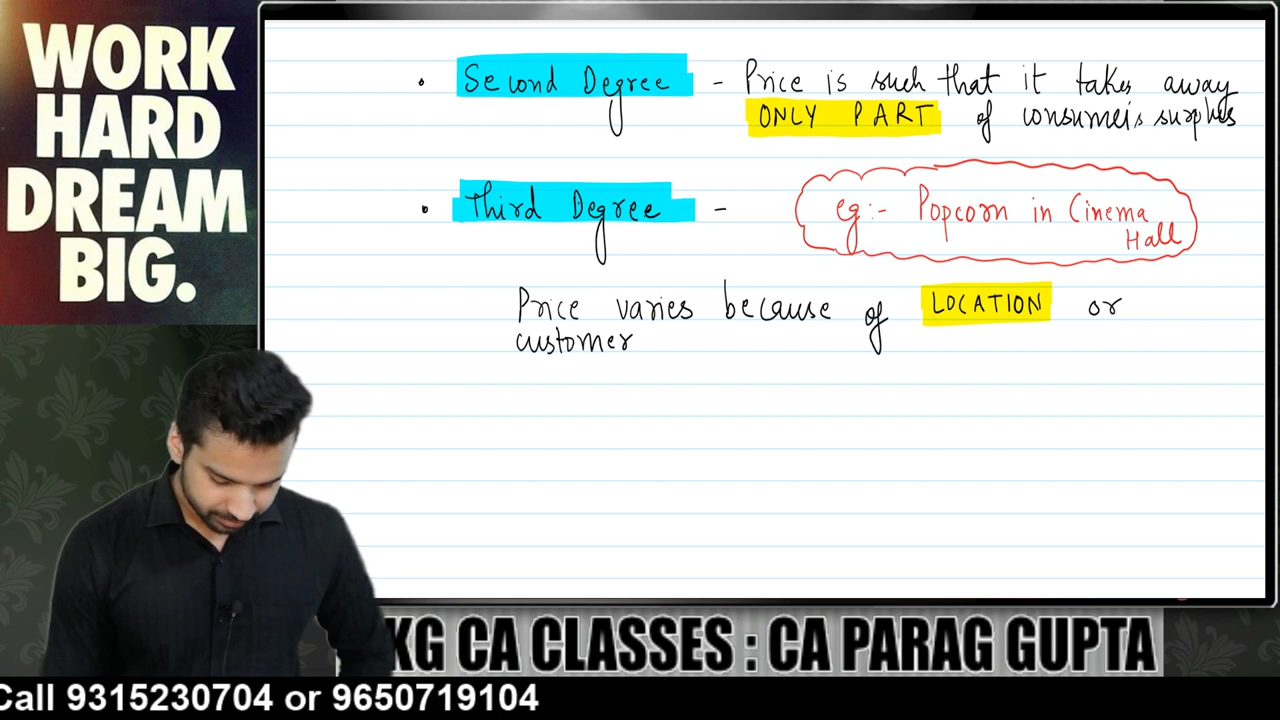 WORK
HARD
DREAM
BIG.
• Second Degree - Price is such that it takes away
ONLY PART of consumer's surplus
• Third Degree -
eg:- Popcorn in Cinema
Hall
Price varies because of LOCATION or
customer
KG CA CLASSES : CA PARAG GUPTA
Call 9315230704 or 9650719104